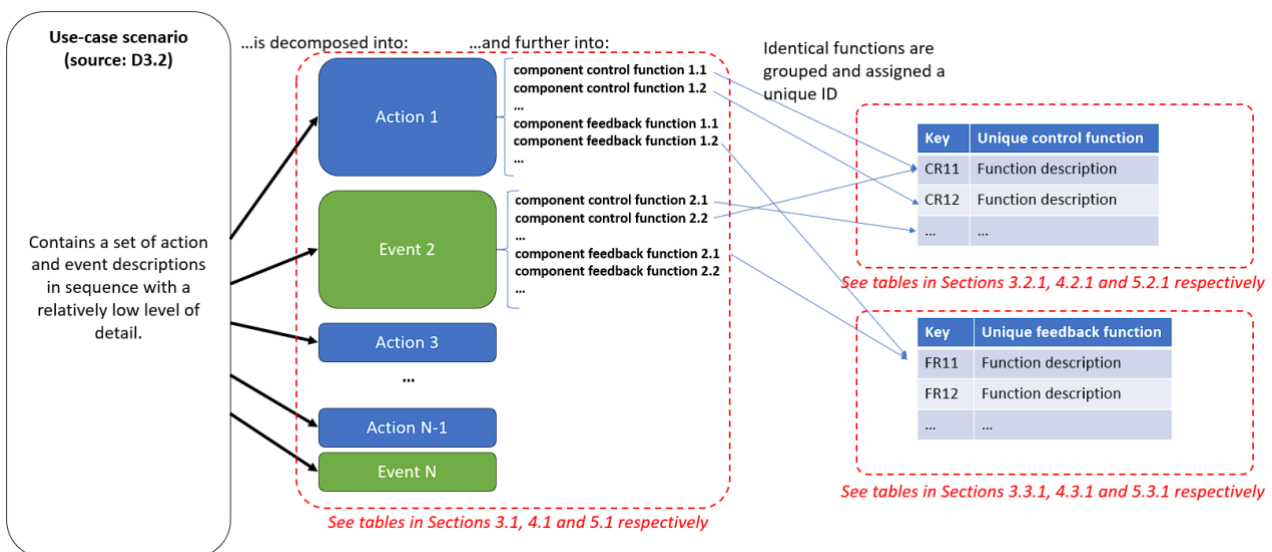 Use-case scenario
(source: D3.2)
Contains a set of action
and event descriptions
in sequence with a
relatively low level of
detail.
...is decomposed into:
...and further into:
Action 1
component control function 1.1
component control function 1.2
...
component feedback function 1.1
component feedback function 1.2
...
Event 2
component control function 2.1
component control function 2.2
...
component feedback function 2.1
component feedback function 2.2
...
Action 3
...
Action N-1
Event N
See tables in Sections 3.1, 4.1 and 5.1 respectively
Identical functions are
grouped and assigned a
unique ID
Key Unique control function
CR11 Function description
CR12 Function description
... ...
See tables in Sections 3.2.1, 4.2.1 and 5.2.1 respectively
Key Unique feedback function
FR11 Function description
FR12 Function description
... ...
See tables in Sections 3.3.1, 4.3.1 and 5.3.1 respectively